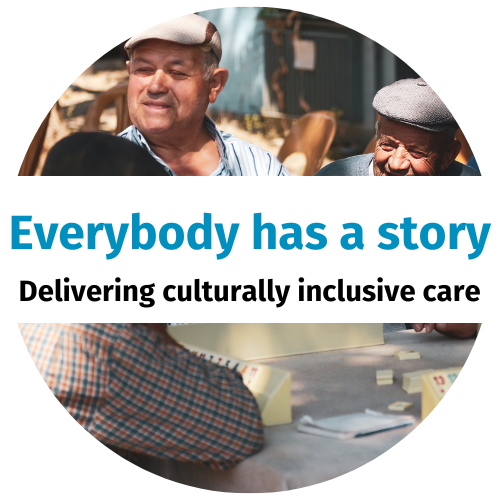 Everybody has a story
Delivering culturally inclusive care